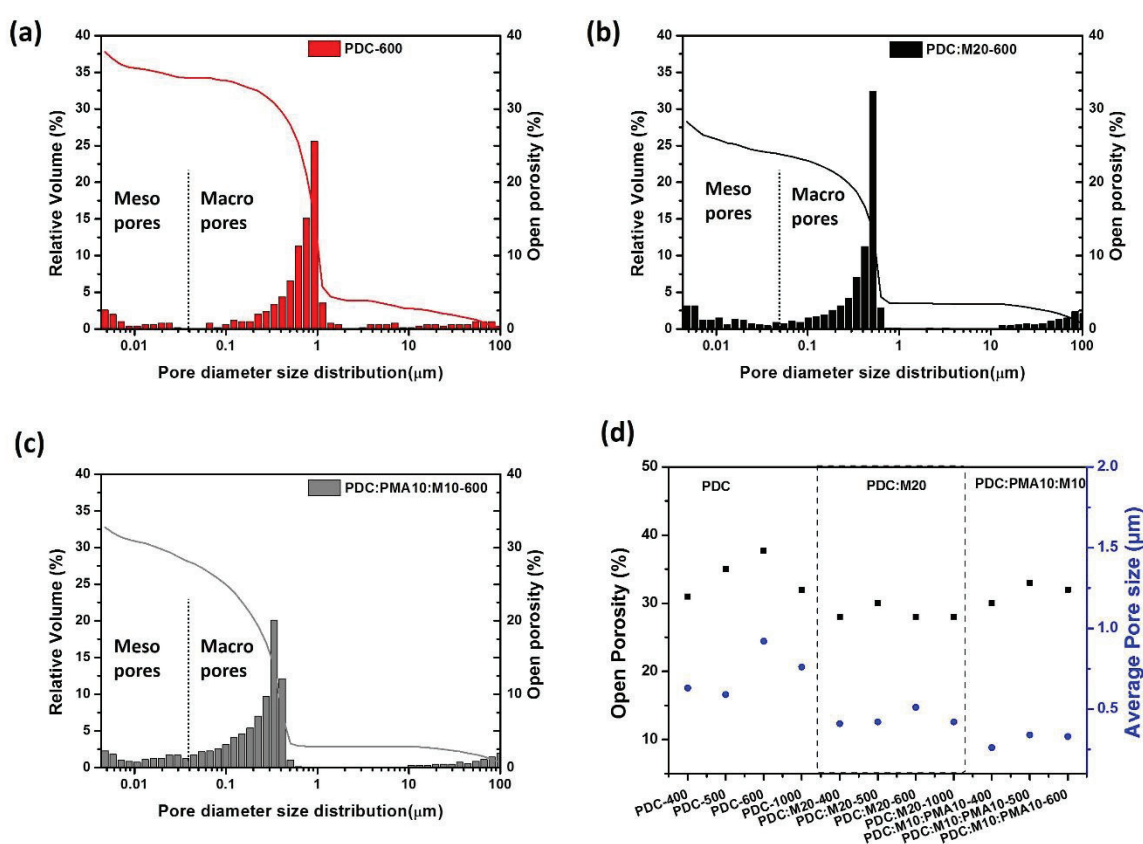 (a)
PDC-600
40
35
30
25
20
15
10
5
0
Relative Volume (%)
40
30
20
10
0
Open porosity (%)
Meso
pores
Macro
pores
0.01 0.1 1 10 100
Pore diameter size distribution(μm)
(b)
PDC:M20-600
40
35
30
25
20
15
10
5
0
Relative Volume (%)
40
30
20
10
0
Open porosity (%)
Meso
pores
Macro
pores
0.01 0.1 1 10 100
Pore diameter size distribution(μm)
(c)
PDC:PMA10:M10-600
40
35
30
25
20
15
10
5
0
Relative Volume (%)
40
30
20
10
0
Open porosity (%)
Meso
pores
Macro
pores
0.01 0.1 1 10 100
Pore diameter size distribution(μm)
(d)
PDC PDC:M20 PDC:PMA10:M10
50
40
30
20
10
Open Porosity (%)
2.0
1.5
1.0
0.5
Average Pore size (μm)
PDC-400
PDC-500
PDC-600
PDC-1000
PDC:M20-400
PDC:M20-500
PDC:M20-600
PDC:M20-1000
PDC:M10:PMA10-400
PDC:M10:PMA10-500
PDC:M10:PMA10-600